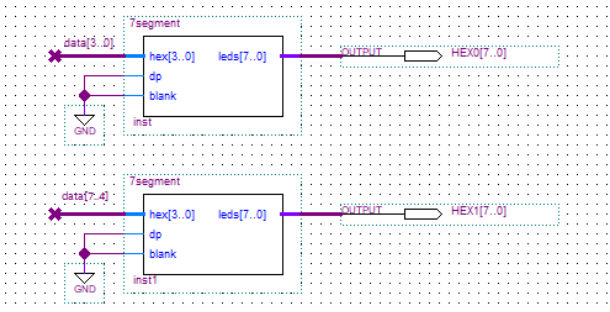 7segment
data[3..0]
hex[3..0] leds[7..0]
OUTPUT HEX0[7..0]
dp
blank
GND
inst
7segment
data[7..4]
hex[3..0] leds[7..0]
OUTPUT HEX1[7..0]
dp
blank
GND
inst1